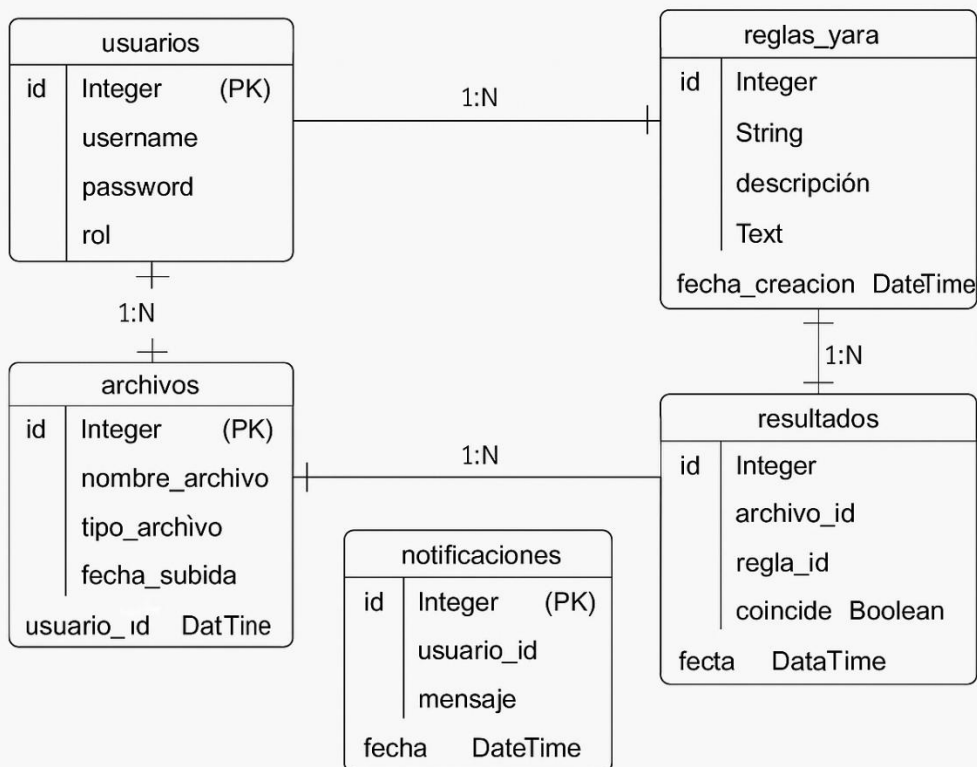 usuarios
id Integer (PK)
username
password
rol
1:N
reglas_yara
id Integer
String
descripción
Text
fecha_creacion DateTime
1:N
1:N
archivos
id Integer (PK)
nombre_archivo
tipo_archìvo
fecha_subida
usuario_ıd DatTine
1:N
resultados
id Integer
archivo_id
regla_id
coincide Boolean
fecta DataTime
notificaciones
id Integer (PK)
usuario_id
mensaje
fecha DateTime